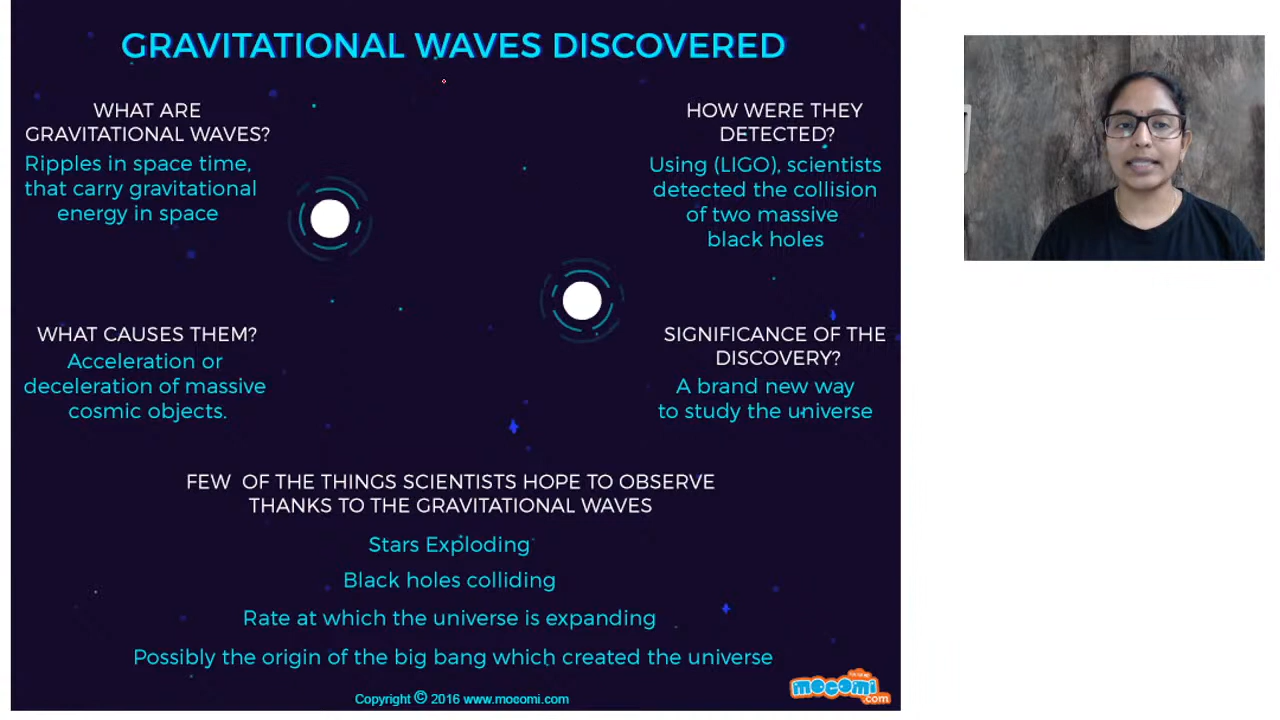 GRAVITATIONAL WAVES DISCOVERED
WHAT ARE
GRAVITATIONAL WAVES?
Ripples in space time,
that carry gravitational
energy in space
HOW WERE THEY
DETECTED?
Using (LIGO), scientists
detected the collision
of two massive
black holes
WHAT CAUSES THEM?
Acceleration or
deceleration of massive
cosmic objects.
SIGNIFICANCE OF THE
DISCOVERY?
A brand new way
to study the universe
FEW OF THE THINGS SCIENTISTS HOPE TO OBSERVE
THANKS TO THE GRAVITATIONAL WAVES
Stars Exploding
Black holes colliding
Rate at which the universe is expanding
Possibly the origin of the big bang which created the universe
Copyright © 2016 www.mocomi.com
mocomi
.com